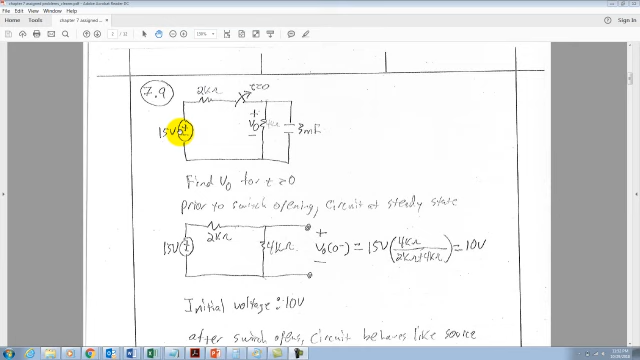 chapter 7 assigned problems_cleaner.pdf - Adobe Acrobat Reader DC
File Edit View Window Help
Home Tools chapter 7 assigned ... ×
Sign In
7.9
2KΩ
t=0
15V
+
V₀
−
4KΩ
3mF
Find V₀ for t≥0
Prior to switch opening, circuit at steady state
15V
2KΩ
4KΩ
+
V₀(0-) = 15V (4KΩ / 2KΩ+4KΩ) = 10V
−
Initial voltage: 10V
after switch opens, circuit behaves like source